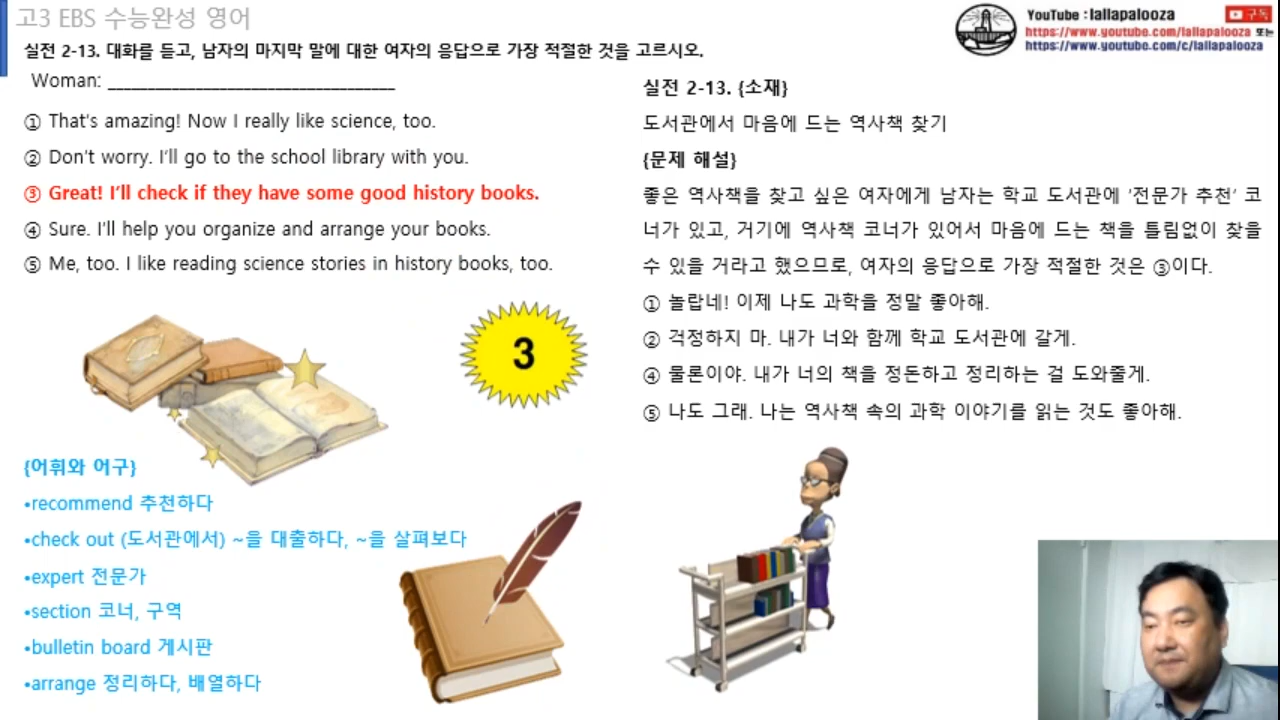 고3 EBS 수능완성 영어
YouTube : lallapalooza
구독
https://www.youtube.com/lallapalooza 또는
https://www.youtube.com/c/lallapalooza
실전 2-13. 대화를 듣고, 남자의 마지막 말에 대한 여자의 응답으로 가장 적절한 것을 고르시오.
Woman: ____________________________________
① That's amazing! Now I really like science, too.
② Don't worry. I'll go to the school library with you.
③ Great! I'll check if they have some good history books.
④ Sure. I'll help you organize and arrange your books.
⑤ Me, too. I like reading science stories in history books, too.
3
{어휘와 어구}
•recommend 추천하다
•check out (도서관에서) ~을 대출하다, ~을 살펴보다
•expert 전문가
•section 코너, 구역
•bulletin board 게시판
•arrange 정리하다, 배열하다
실전 2-13. {소재}
도서관에서 마음에 드는 역사책 찾기
{문제 해설}
좋은 역사책을 찾고 싶은 여자에게 남자는 학교 도서관에 '전문가 추천' 코
너가 있고, 거기에 역사책 코너가 있어서 마음에 드는 책을 틀림없이 찾을
수 있을 거라고 했으므로, 여자의 응답으로 가장 적절한 것은 ③이다.
① 놀랍네! 이제 나도 과학을 정말 좋아해.
② 걱정하지 마. 내가 너와 함께 학교 도서관에 갈게.
④ 물론이야. 내가 너의 책을 정돈하고 정리하는 걸 도와줄게.
⑤ 나도 그래. 나는 역사책 속의 과학 이야기를 읽는 것도 좋아해.